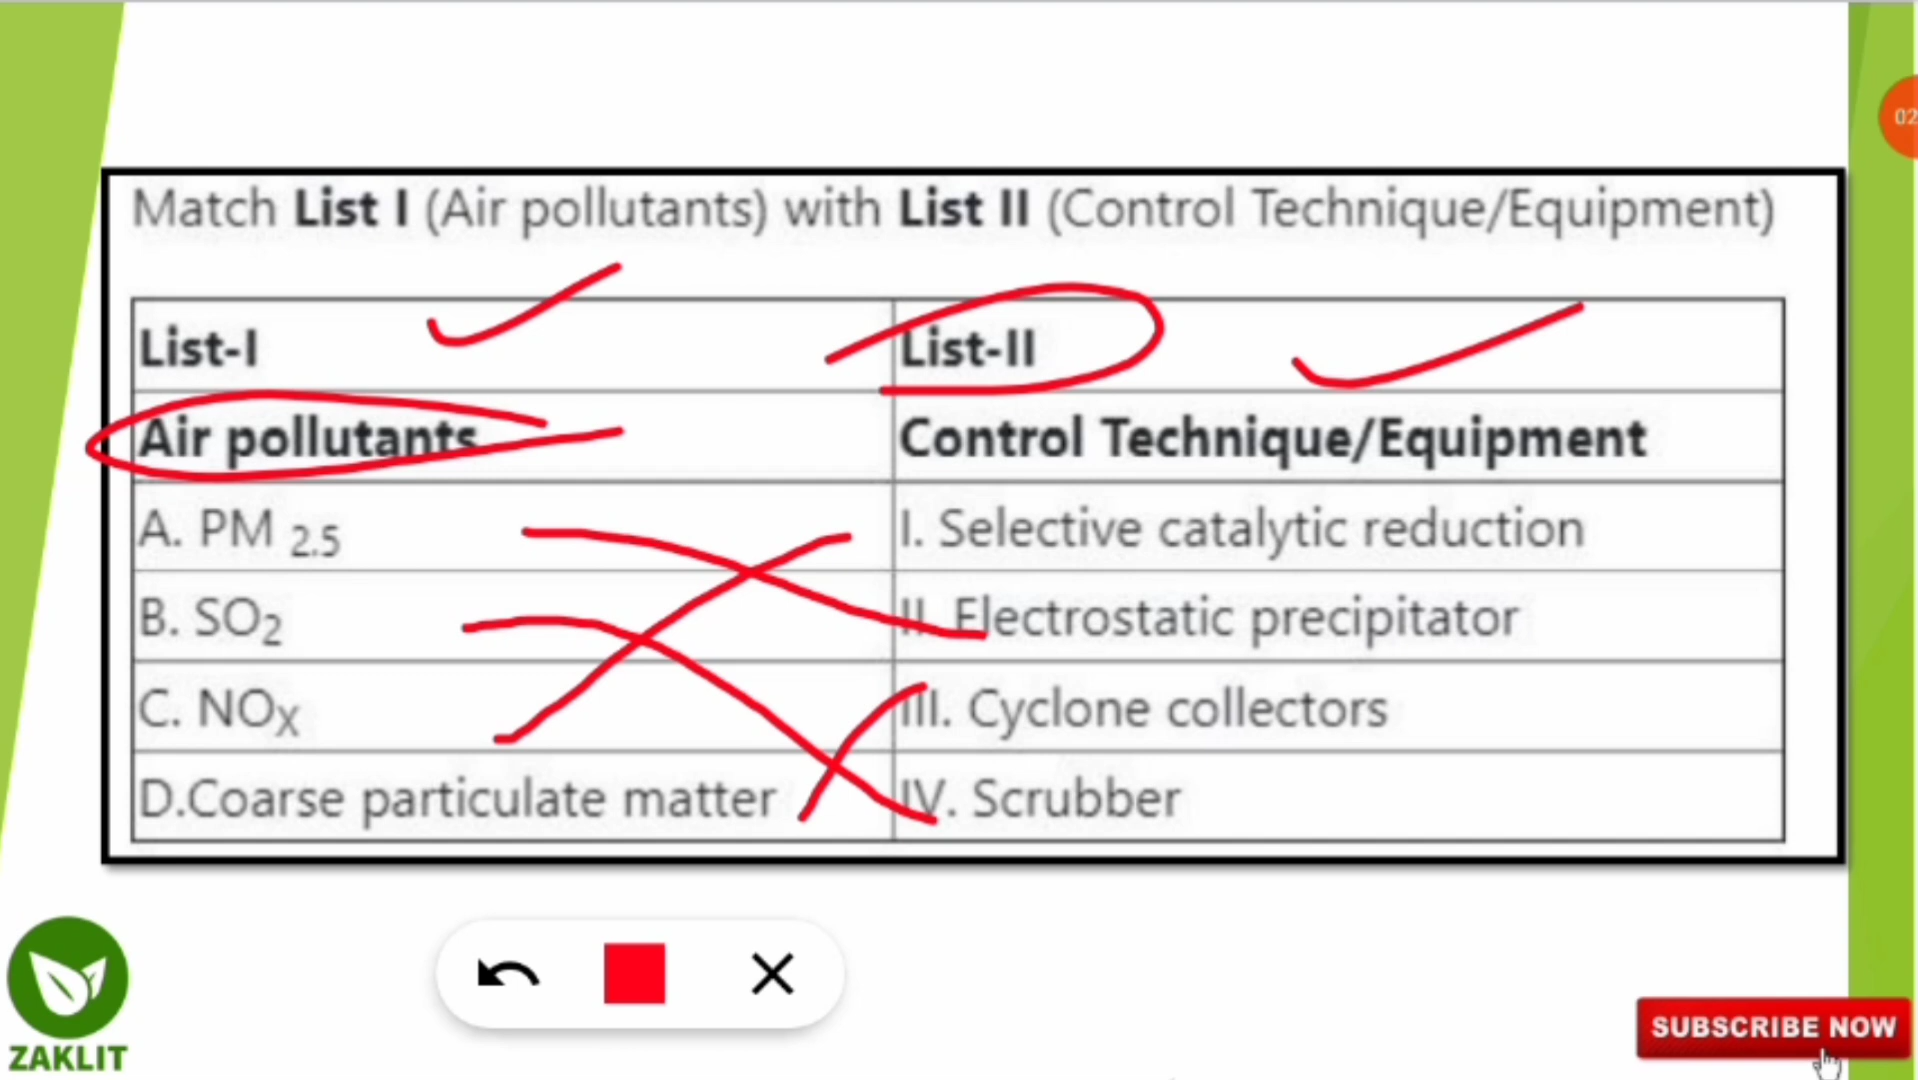 Match List I (Air pollutants) with List II (Control Technique/Equipment)
List-I List-II
Air pollutants Control Technique/Equipment
A. PM 2.5 I. Selective catalytic reduction
B. SO2 II. Electrostatic precipitator
C. NOX III. Cyclone collectors
D.Coarse particulate matter IV. Scrubber
02
ZAKLIT
SUBSCRIBE NOW